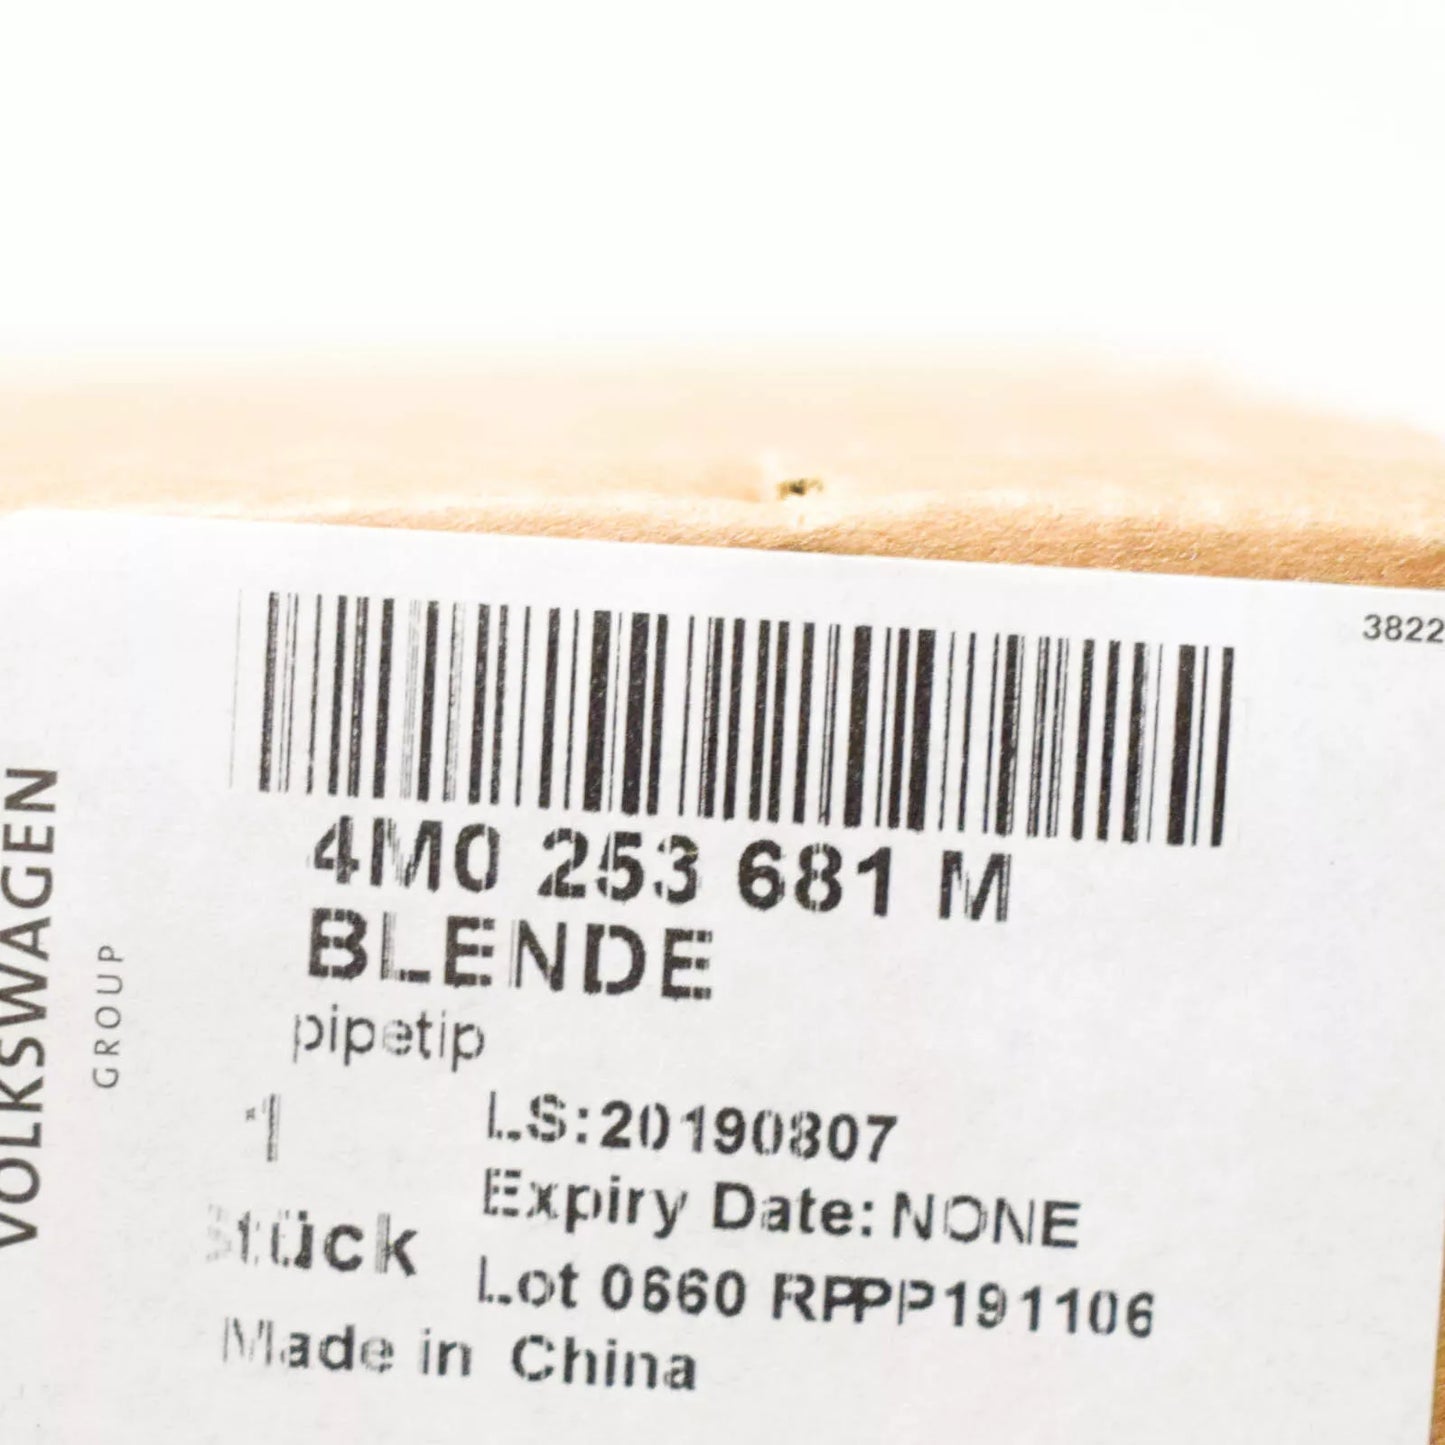 3822
4M0 253 681 M
BLENDE
pipetip
1
LS:20190807
Stück
Expiry Date: NONE
Lot 0660 RPPP191106
Made in China
VOLKSWAGEN
GROUP